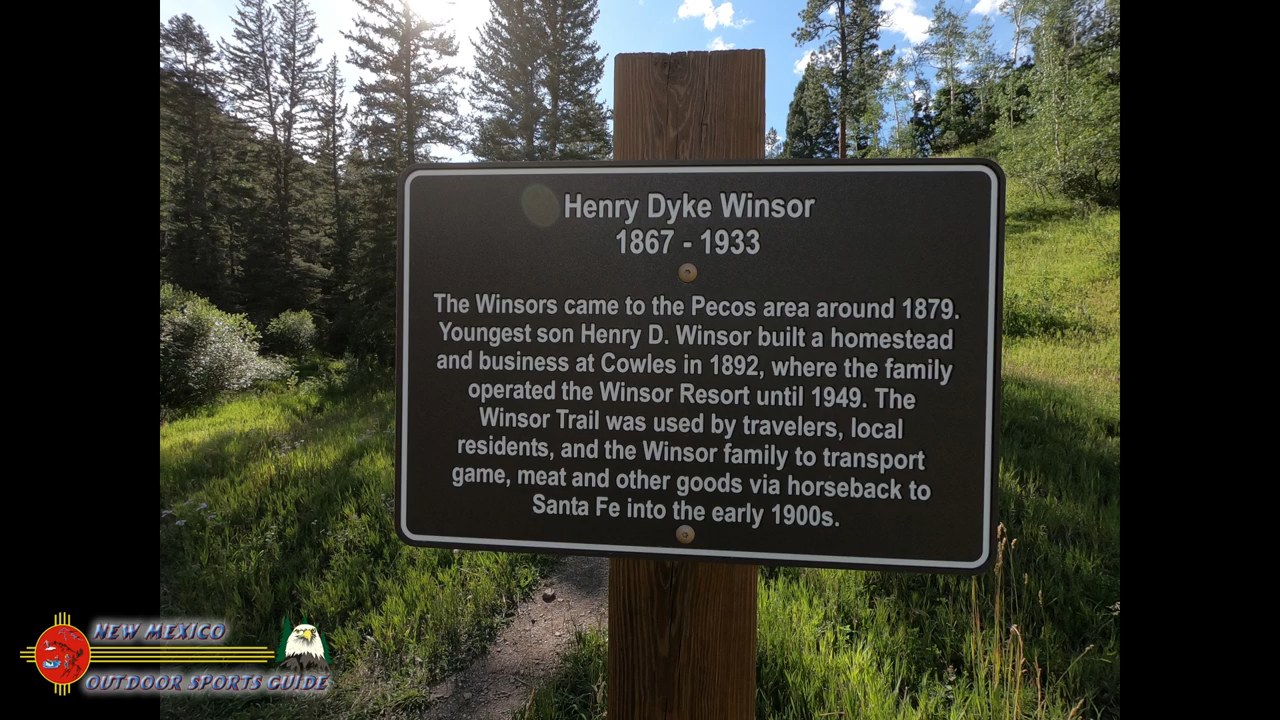 Henry Dyke Winsor
1867 - 1933
The Winsors came to the Pecos area around 1879.
Youngest son Henry D. Winsor built a homestead
and business at Cowles in 1892, where the family
operated the Winsor Resort until 1949. The
Winsor Trail was used by travelers, local
residents, and the Winsor family to transport
game, meat and other goods via horseback to
Santa Fe into the early 1900s.
NEW MEXICO
OUTDOOR SPORTS GUIDE